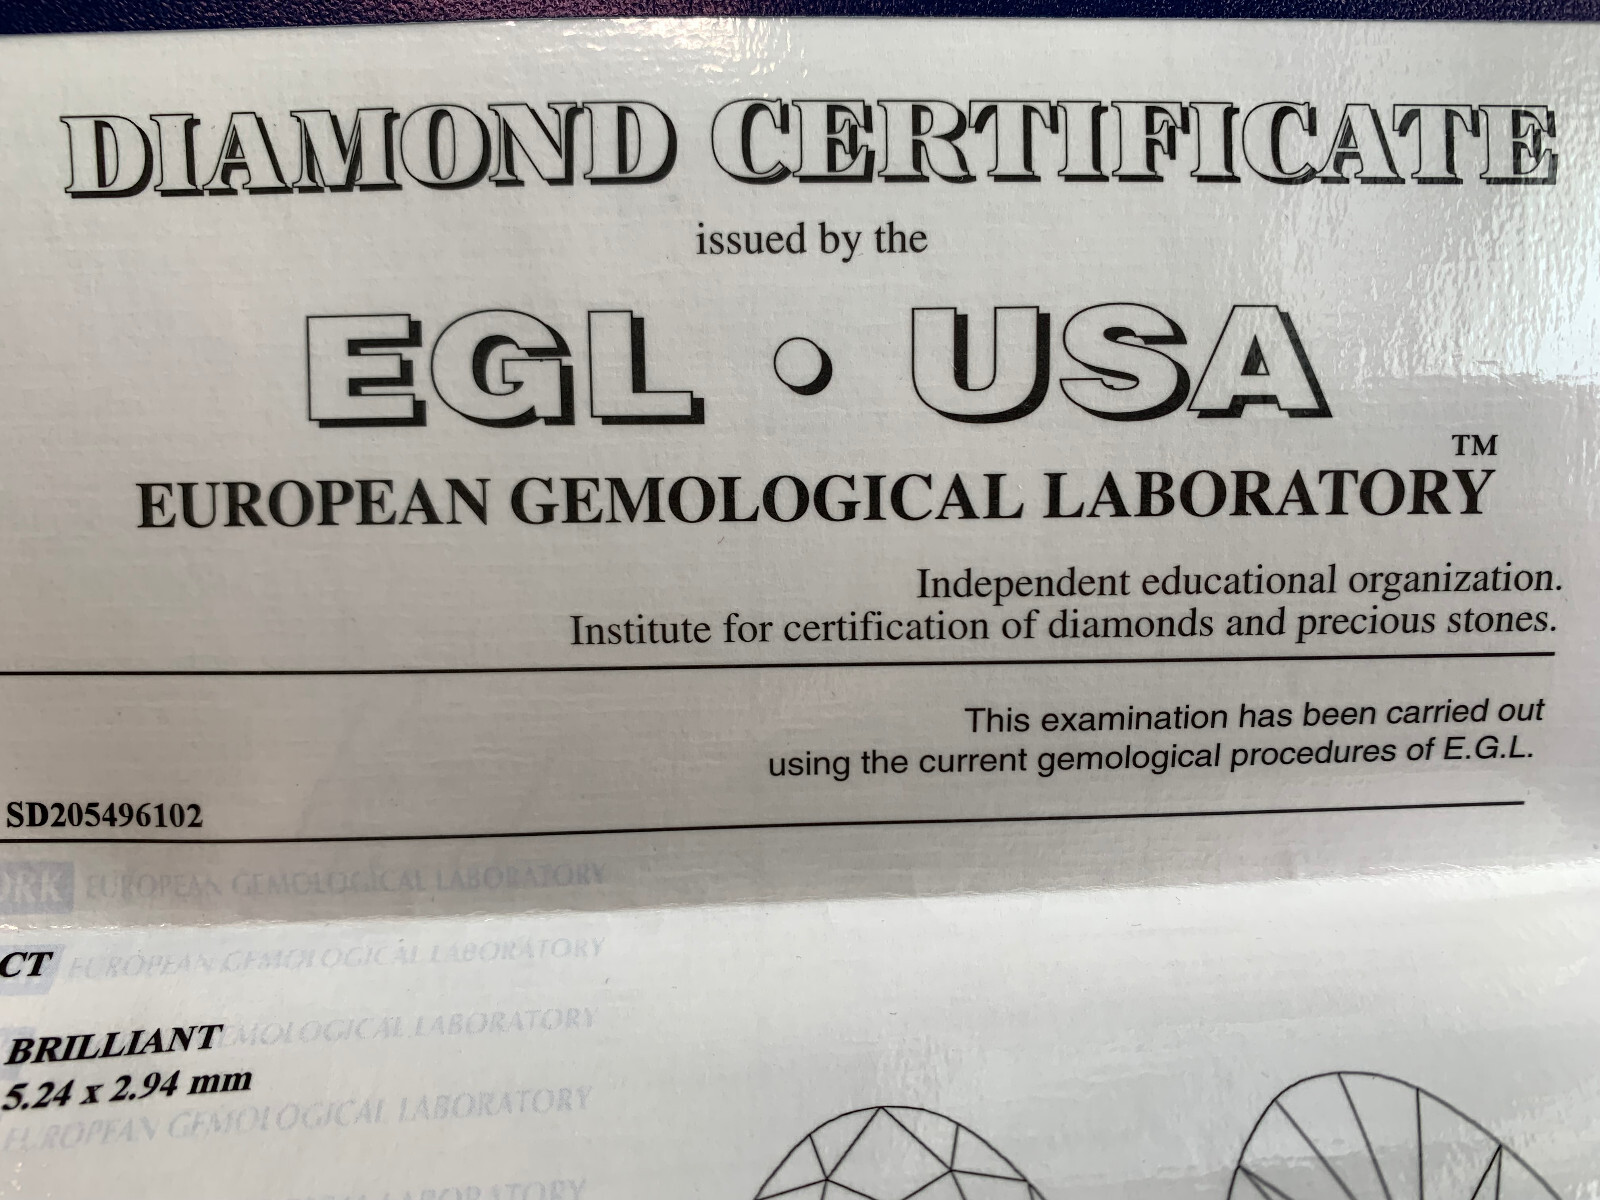 DIAMOND CERTIFICATE
issued by the
EGL • USA
TM
EUROPEAN GEMOLOGICAL LABORATORY
Independent educational organization.
Institute for certification of diamonds and precious stones.
This examination has been carried out
using the current gemological procedures of E.G.L.
SD205496102
EUROPEAN GEMOLOGICAL LABORATORY
CT EUROPEAN GEMOLOGICAL LABORATORY
BRILLIANT LABORATORY
5.24 x 2.94 mm
EUROPEAN GEMOLOGICAL LABORATORY
LABORATORY